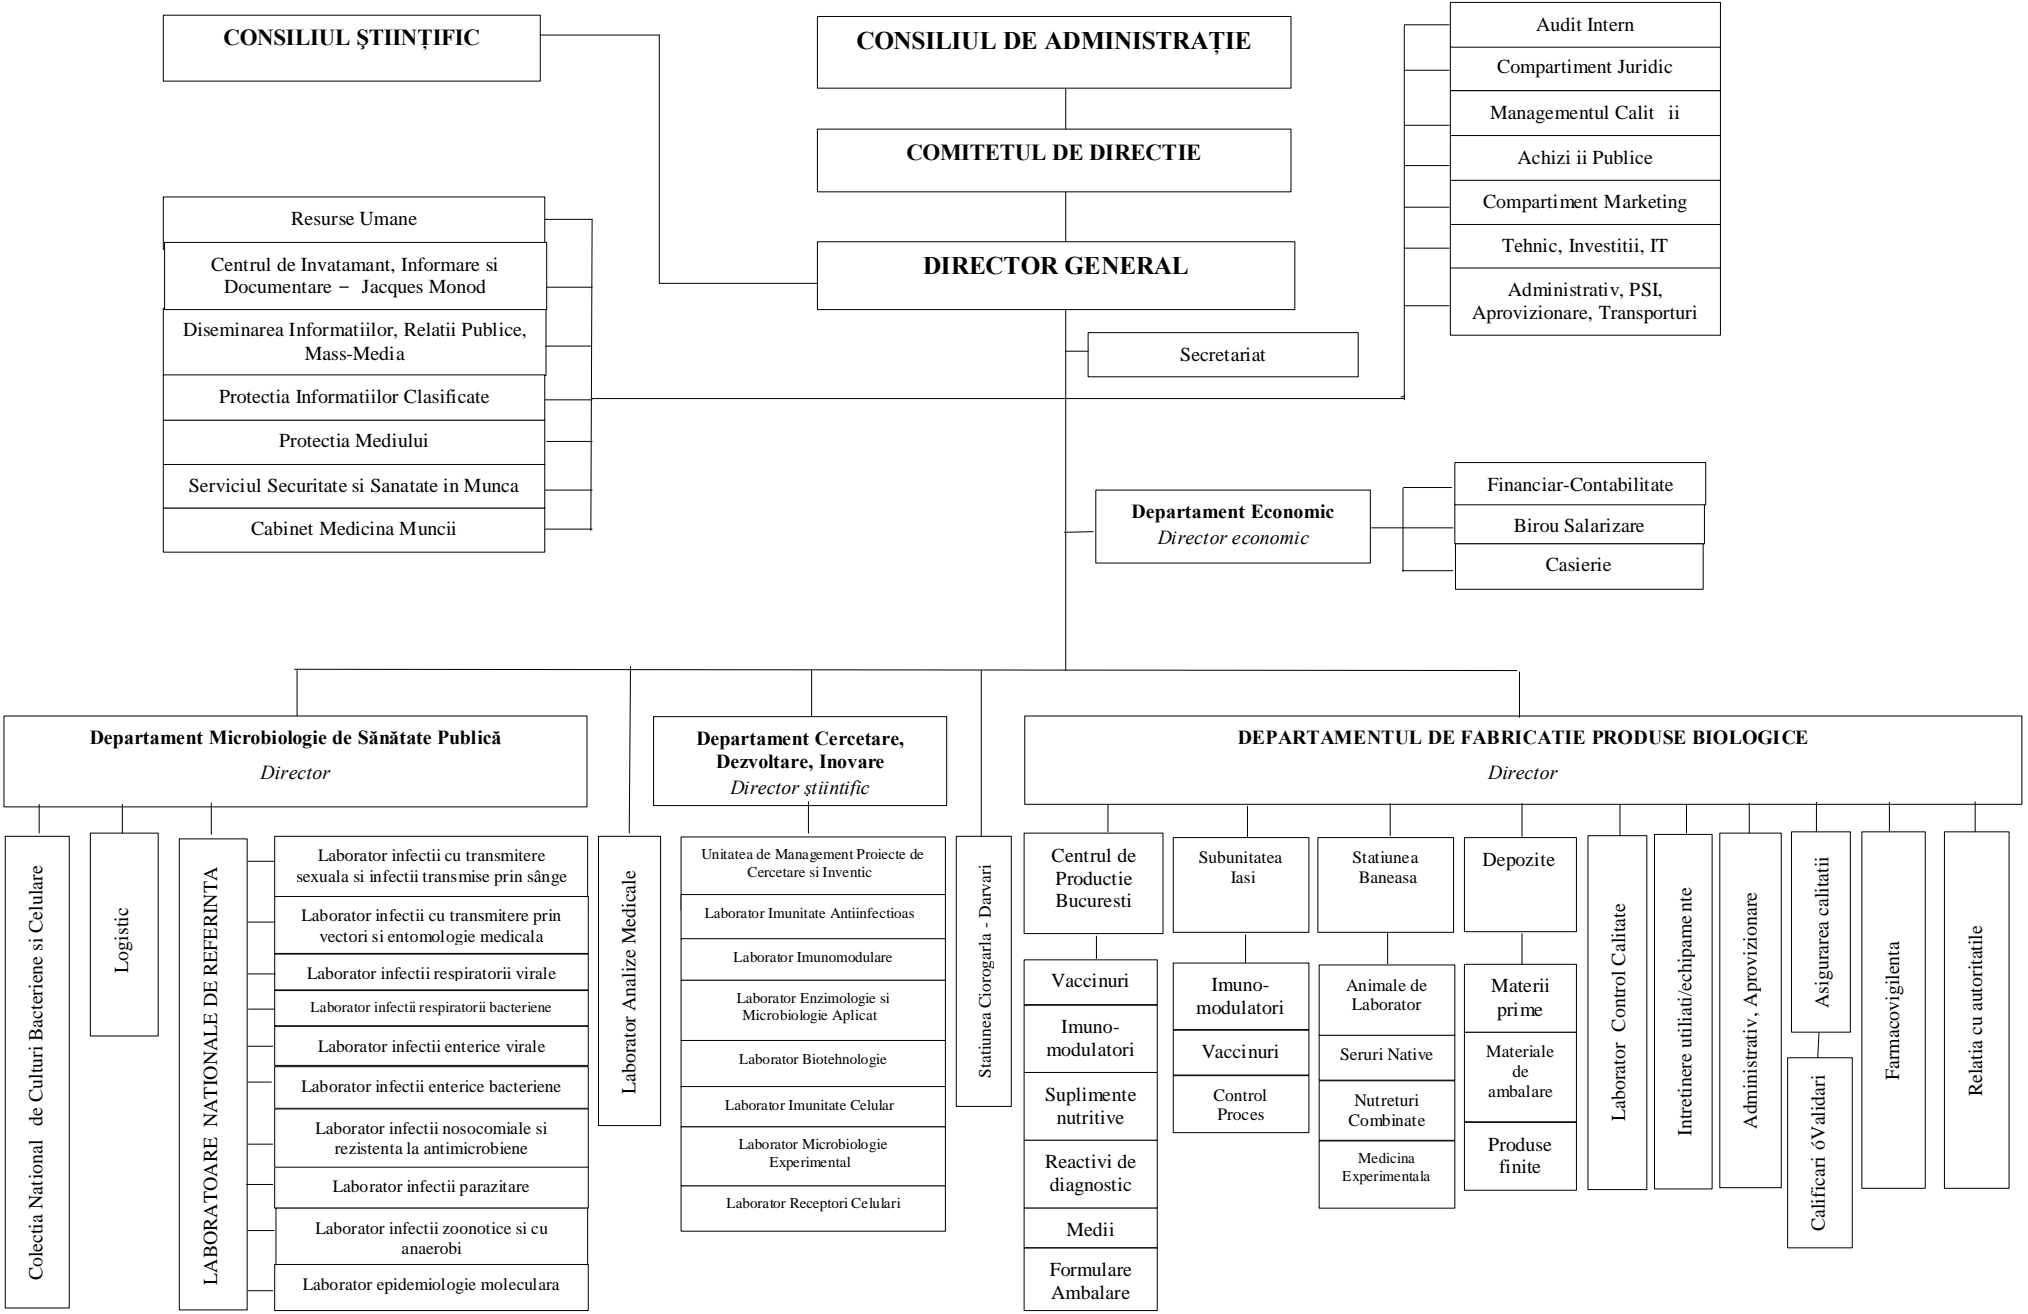 CONSILIUL ŞTIINȚIFIC
CONSILIUL DE ADMINISTRAȚIE
COMITETUL DE DIRECTIE
DIRECTOR GENERAL
Secretariat
Audit Intern
Compartiment Juridic
Managementul Calit ii
Achizi ii Publice
Compartiment Marketing
Tehnic, Investitii, IT
Administrativ, PSI,
Aprovizionare, Transporturi
Resurse Umane
Centrul de Invatamant, Informare si
Documentare – Jacques Monod
Diseminarea Informatiilor, Relatii Publice,
Mass-Media
Protectia Informatiilor Clasificate
Protectia Mediului
Serviciul Securitate si Sanatate in Munca
Cabinet Medicina Muncii
Departament Economic
Director economic
Financiar-Contabilitate
Birou Salarizare
Casierie
Departament Microbiologie de Sănătate Publică
Director
Colectia National de Culturi Bacteriene si Celulare
Logistic
LABORATOARE NATIONALE DE REFERINTA
Laborator infectii cu transmitere
sexuala si infectii transmise prin sânge
Laborator infectii cu transmitere prin
vectori si entomologie medicala
Laborator infectii respiratorii virale
Laborator infectii respiratorii bacteriene
Laborator infectii enterice virale
Laborator infectii enterice bacteriene
Laborator infectii nosocomiale si
rezistenta la antimicrobiene
Laborator infectii parazitare
Laborator infectii zoonotice si cu
anaerobi
Laborator epidemiologie moleculara
Laborator Analize Medicale
Departament Cercetare,
Dezvoltare, Inovare
Director ştiintific
Unitatea de Management Proiecte de
Cercetare si Inventic
Laborator Imunitate Antiinfectioas
Laborator Imunomodulare
Laborator Enzimologie si
Microbiologie Aplicat
Laborator Biotehnologie
Laborator Imunitate Celular
Laborator Microbiologie
Experimental
Laborator Receptori Celulari
Statiunea Ciorogarla - Darvari
DEPARTAMENTUL DE FABRICATIE PRODUSE BIOLOGICE
Director
Centrul de
Productie
Bucuresti
Vaccinuri
Imuno-
modulatori
Suplimente
nutritive
Reactivi de
diagnostic
Medii
Formulare
Ambalare
Subunitatea
Iasi
Imuno-
modulatori
Vaccinuri
Control
Proces
Statiunea
Baneasa
Animale de
Laborator
Seruri Native
Nutreturi
Combinate
Medicina
Experimentala
Depozite
Materii
prime
Materiale
de
ambalare
Produse
finite
Laborator Control Calitate
Intretinere utiliati/echipamente
Administrativ, Aprovizionare
Asigurarea calitatii
Calificari óValidari
Farmacovigilenta
Relatia cu autoritatile